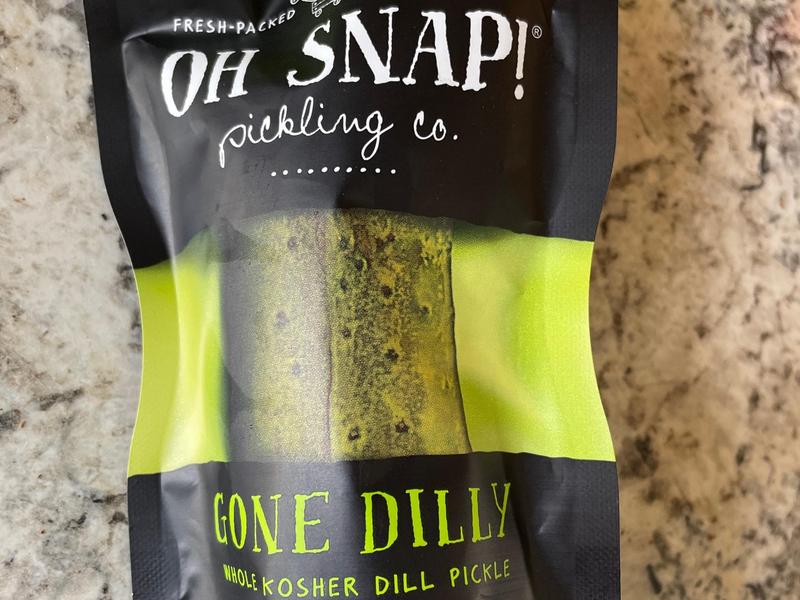 FRESH-PACKED
OH SNAP!®
pickling co.
GONE DILLY
WHOLE KOSHER DILL PICKLE